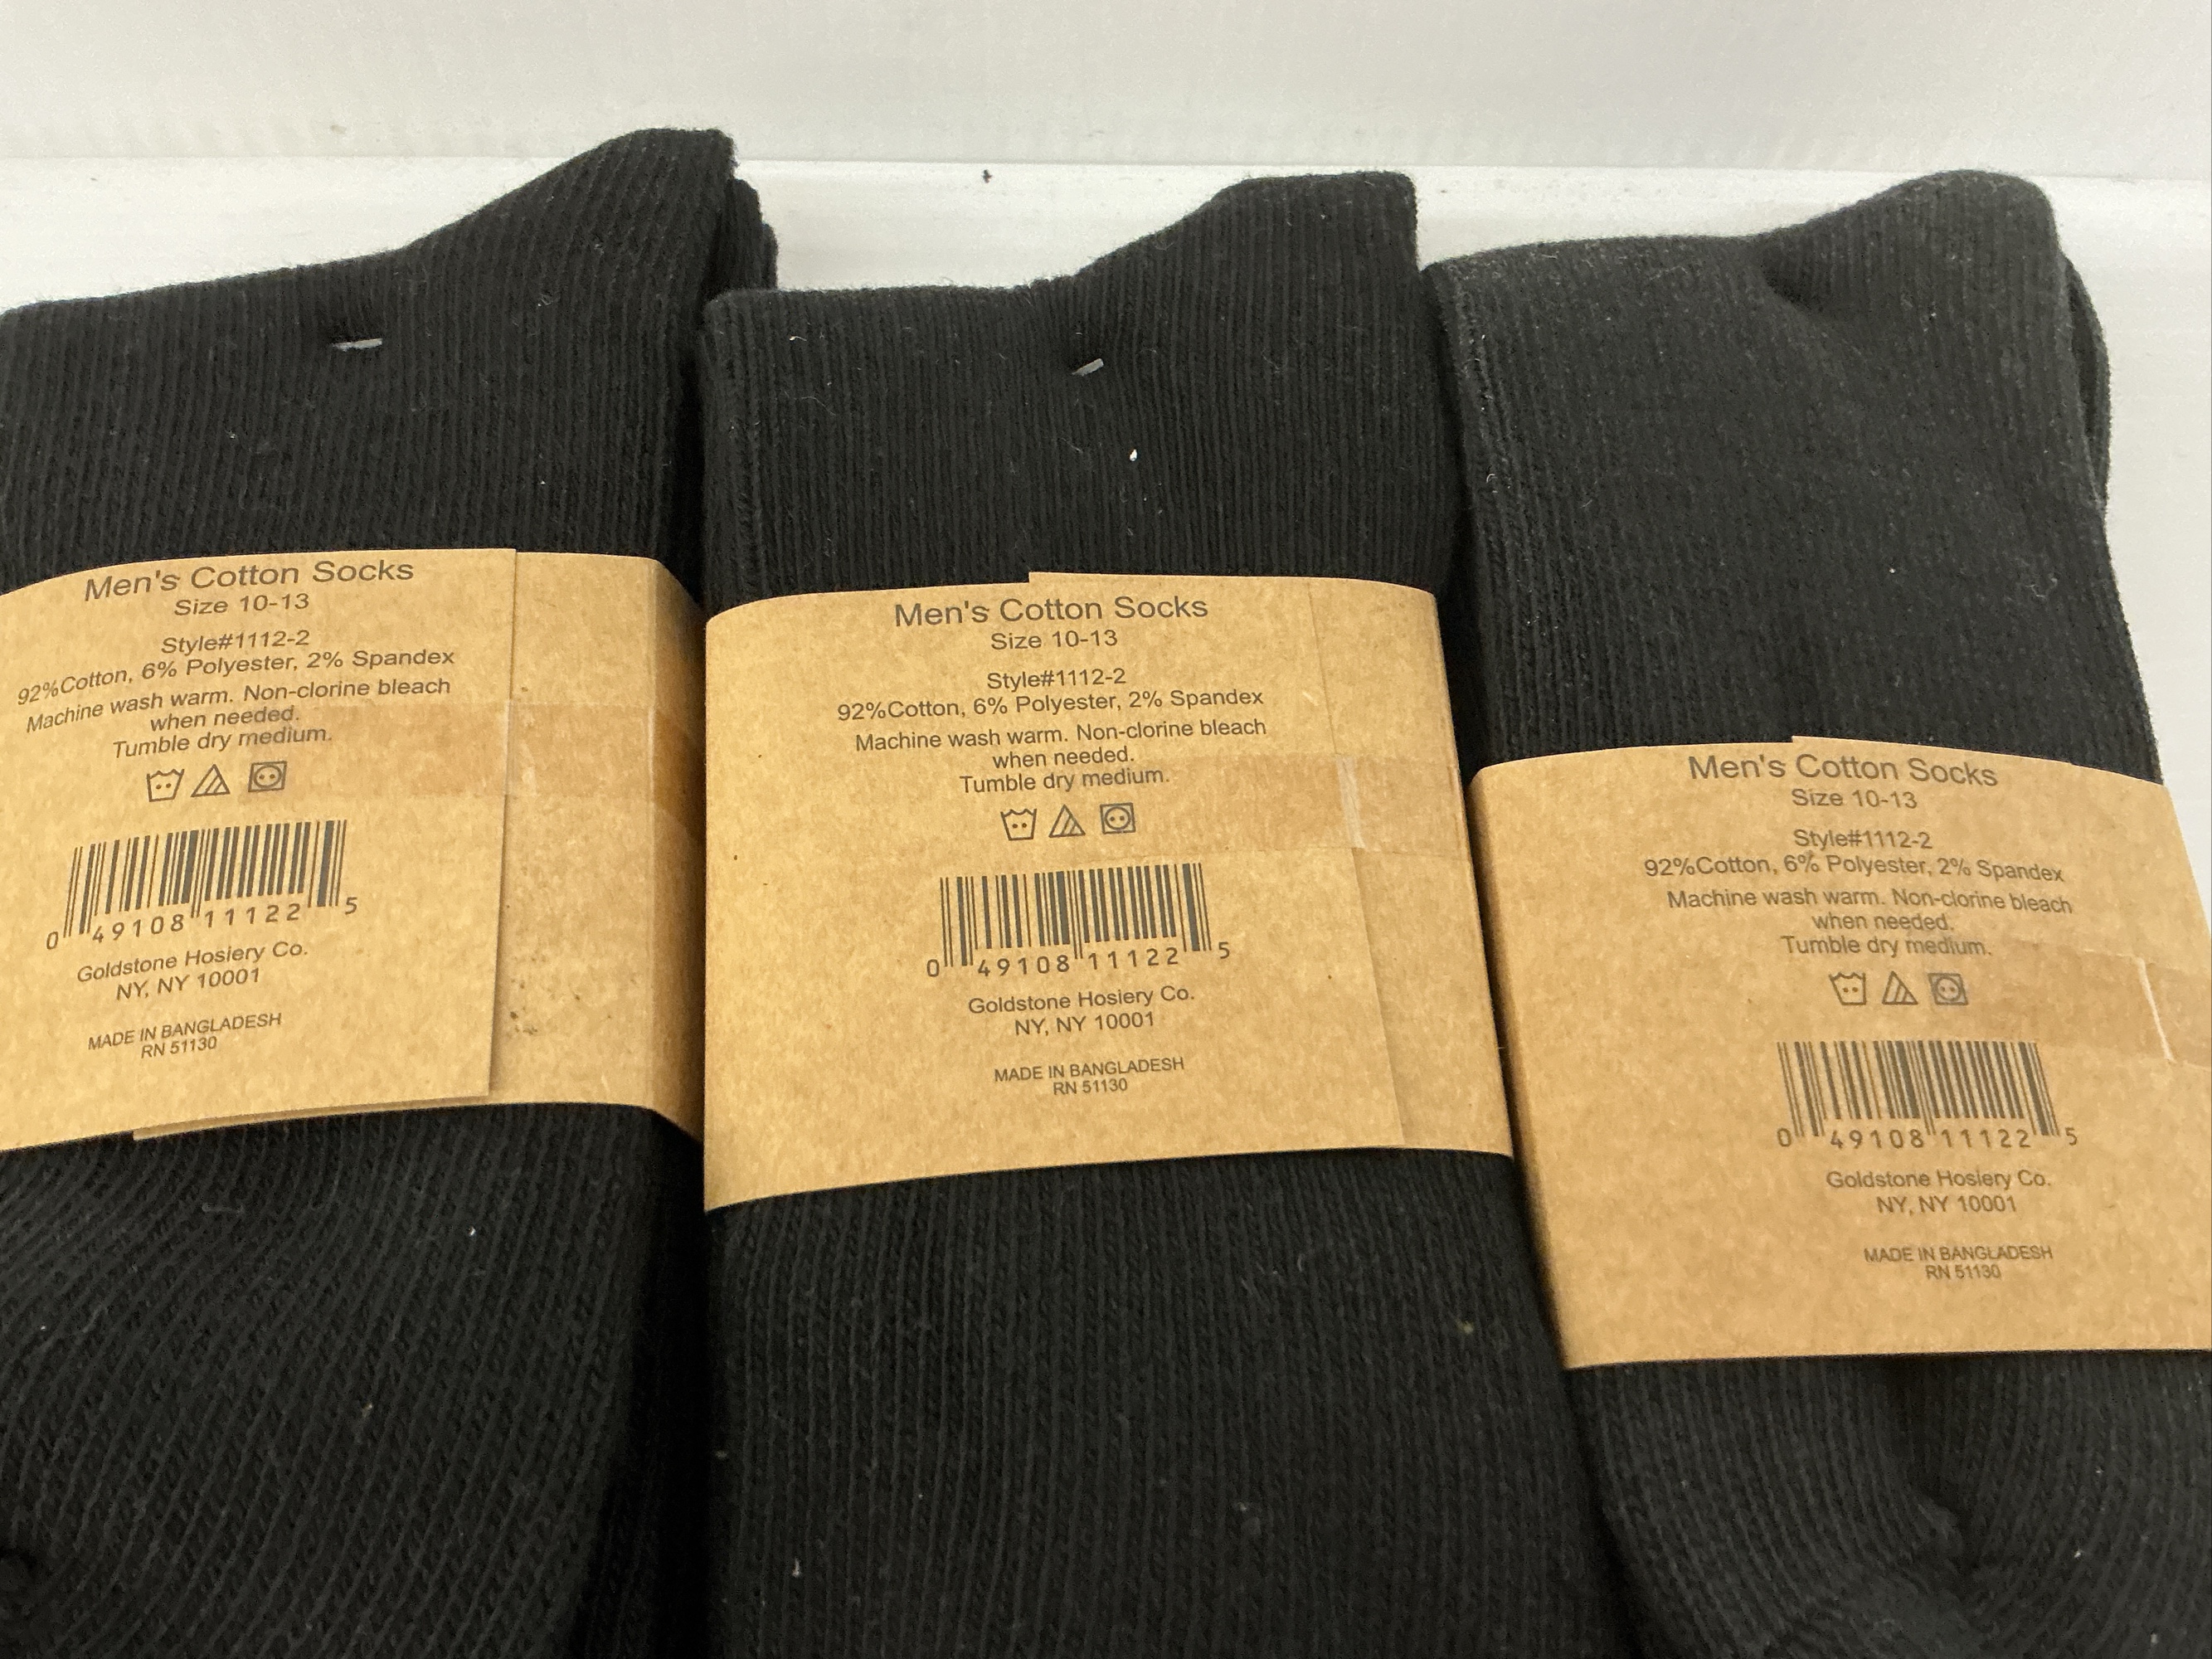 Men's Cotton Socks
Size 10-13
Style#1112-2
92%Cotton, 6% Polyester, 2% Spandex
Machine wash warm. Non-clorine bleach
when needed.
Tumble dry medium.
0 49108 11122 5
Goldstone Hosiery Co.
NY, NY 10001
MADE IN BANGLADESH
RN 51130
Men's Cotton Socks
Size 10-13
Style#1112-2
92%Cotton, 6% Polyester, 2% Spandex
Machine wash warm. Non-clorine bleach
when needed.
Tumble dry medium.
0 49108 11122 5
Goldstone Hosiery Co.
NY, NY 10001
MADE IN BANGLADESH
RN 51130
Men's Cotton Socks
Size 10-13
Style#1112-2
92%Cotton, 6% Polyester, 2% Spandex
Machine wash warm. Non-clorine bleach
when needed.
Tumble dry medium.
0 49108 11122 5
Goldstone Hosiery Co.
NY, NY 10001
MADE IN BANGLADESH
RN 51130